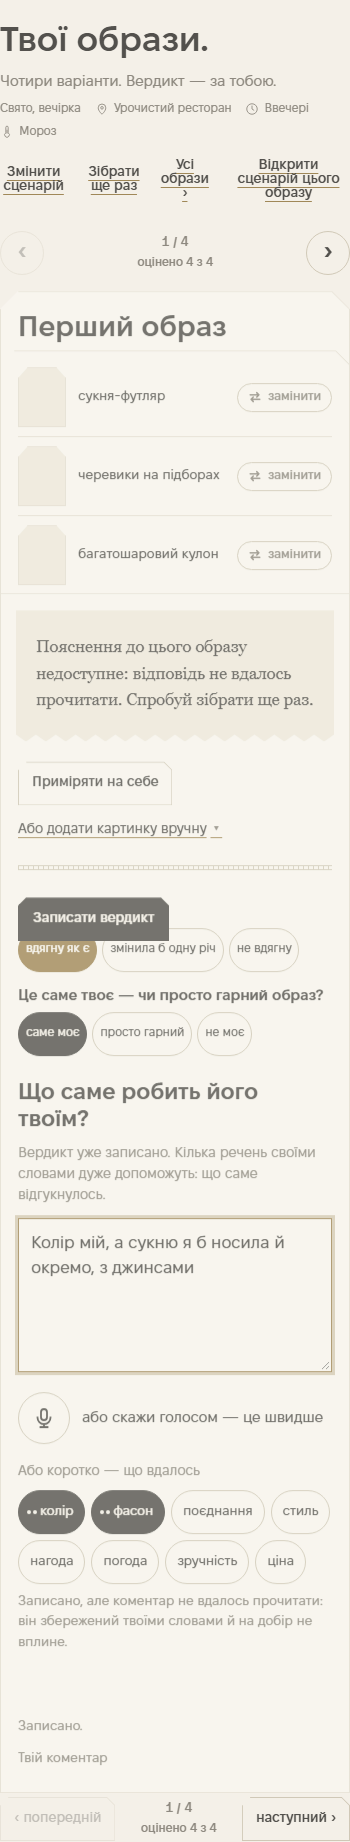 Твої образи.
Чотири варіанти. Вердикт — за тобою.
Свято, вечірка Урочистий ресторан Ввечері
Мороз
Змінити сценарій
Зібрати ще раз
Усі образи ›
Відкрити сценарій цього образу
‹ 1 / 4 ›
оцінено 4 з 4
Перший образ
сукня-футляр замінити
черевики на підборах замінити
багатошаровий кулон замінити
Пояснення до цього образу
недоступне: відповідь не вдалось
прочитати. Спробуй зібрати ще раз.
Приміряти на себе
Або додати картинку вручну
Записати вердикт
вдягну як є змінила б одну річ не вдягну
Це саме твоє — чи просто гарний образ?
саме моє просто гарний не моє
Що саме робить його
твоїм?
Вердикт уже записано. Кілька речень своїми
словами дуже допоможуть: що саме
відгукнулось.
Колір мій, а сукню я б носила й
окремо, з джинсами
або скажи голосом — це швидше
Або коротко — що вдалось
•• колір •• фасон поєднання стиль
нагода погода зручність ціна
Записано, але коментар не вдалось прочитати:
він збережений твоїми словами й на добір не
вплине.
Записано.
Твій коментар
‹ попередній 1 / 4 наступний ›
оцінено 4 з 4